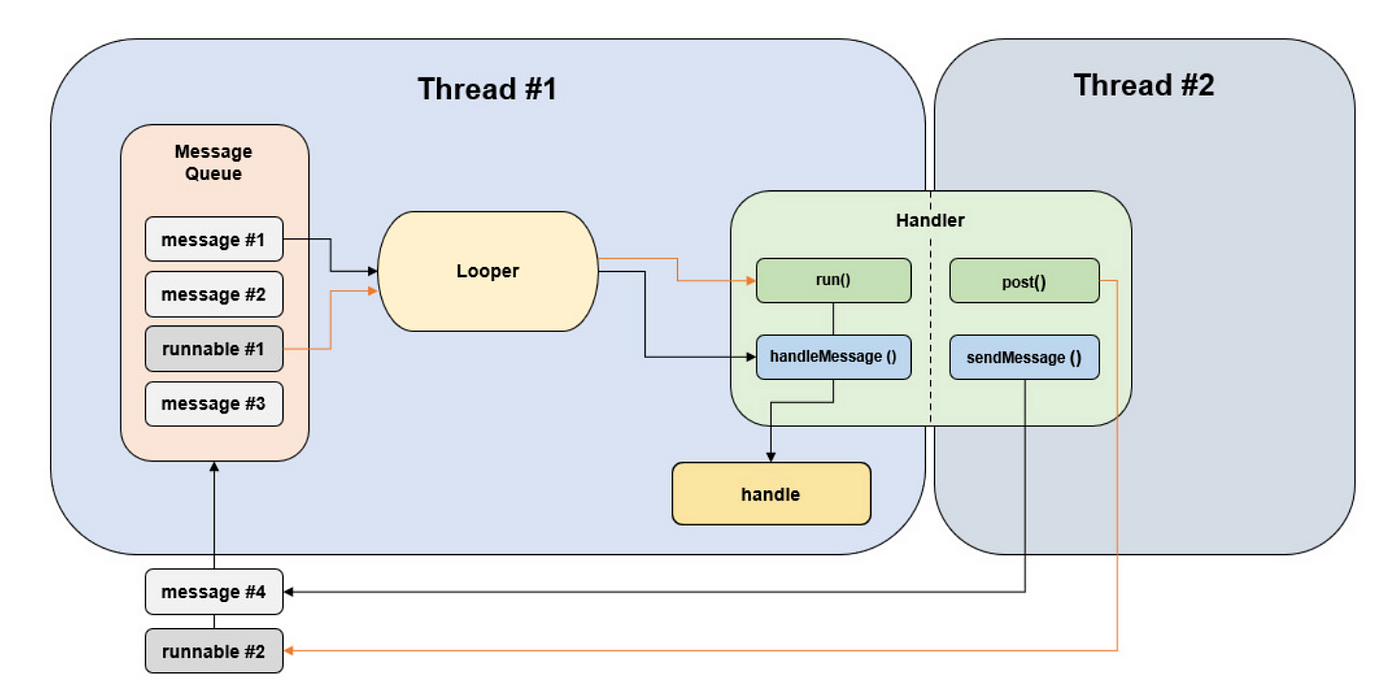 Thread #1
Thread #2
Message
Queue
message #1
message #2
runnable #1
message #3
Looper
Handler
run()
post()
handleMessage ()
sendMessage ()
handle
message #4
runnable #2